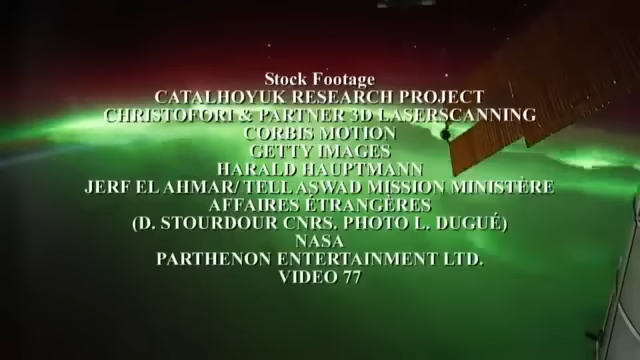 Stock Footage
CATALHOYUK RESEARCH PROJECT
CHRISTOFORI & PARTNER 3D LASERSCANNING
CORBIS MOTION
GETTY IMAGES
HARALD HAUPTMANN
JERF EL AHMAR/ TELL ASWAD MISSION MINISTÈRE
AFFAIRES ÉTRANGÈRES
(D. STOURDOUR CNRS. PHOTO L. DUGUÉ)
NASA
PARTHENON ENTERTAINMENT LTD.
VIDEO 77